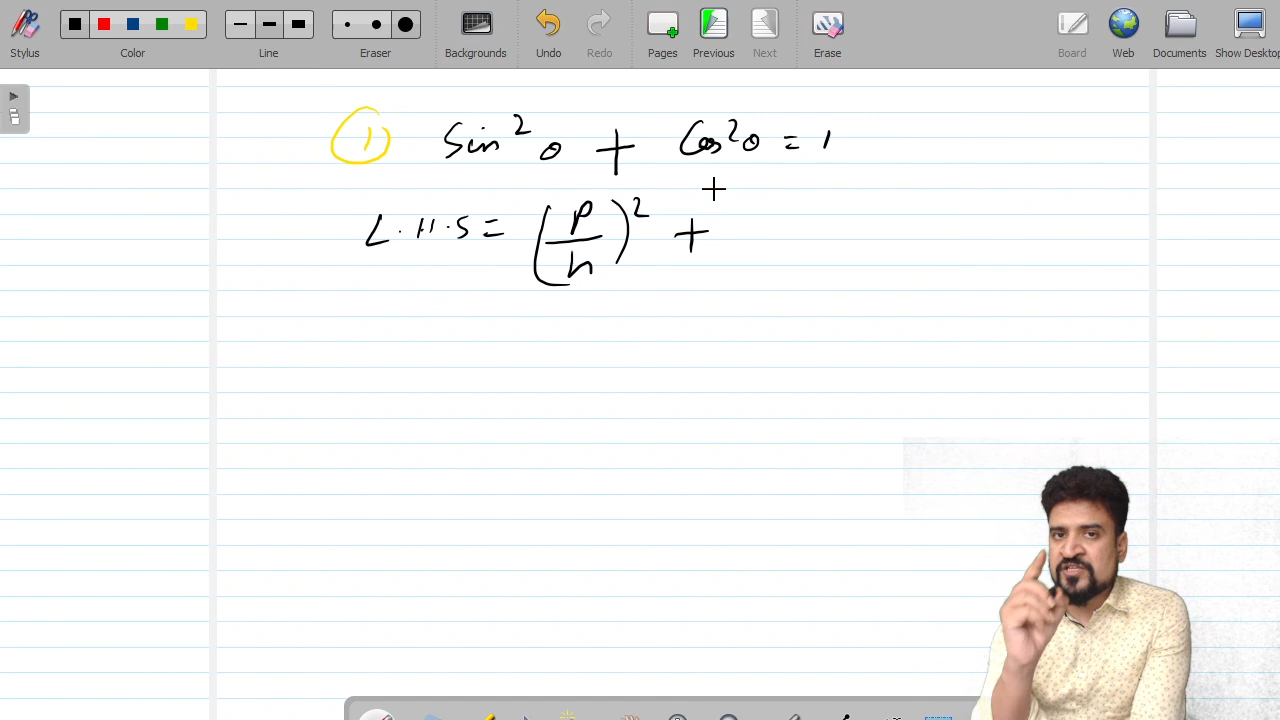 Stylus Color Line Eraser Backgrounds Undo Redo Pages Previous Next Erase Board Web Documents Show Deskto
1) Sin²θ + Cos²θ = 1
L.H.S = (P/h)² +